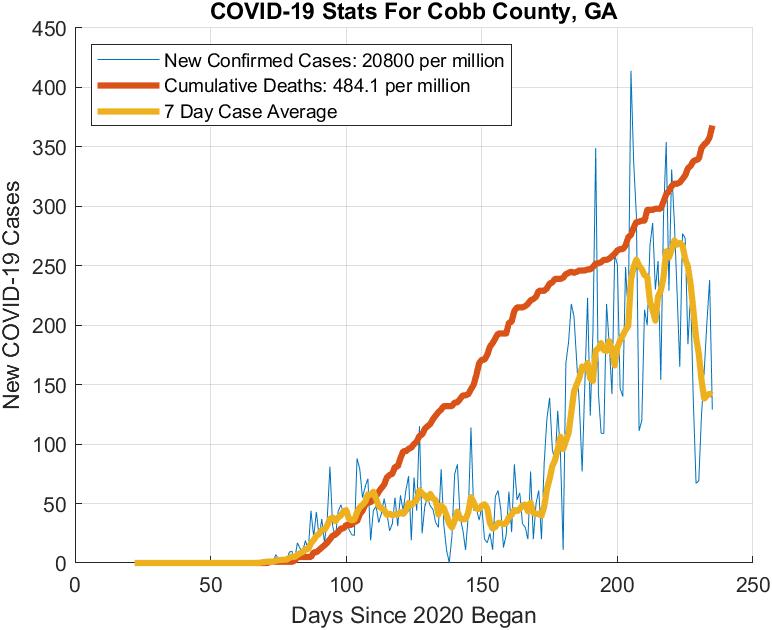 COVID-19 Stats For Cobb County, GA
New Confirmed Cases: 20800 per million
Cumulative Deaths: 484.1 per million
7 Day Case Average
New COVID-19 Cases
450
400
350
300
250
200
150
100
50
0
0 50 100 150 200 250
Days Since 2020 Began